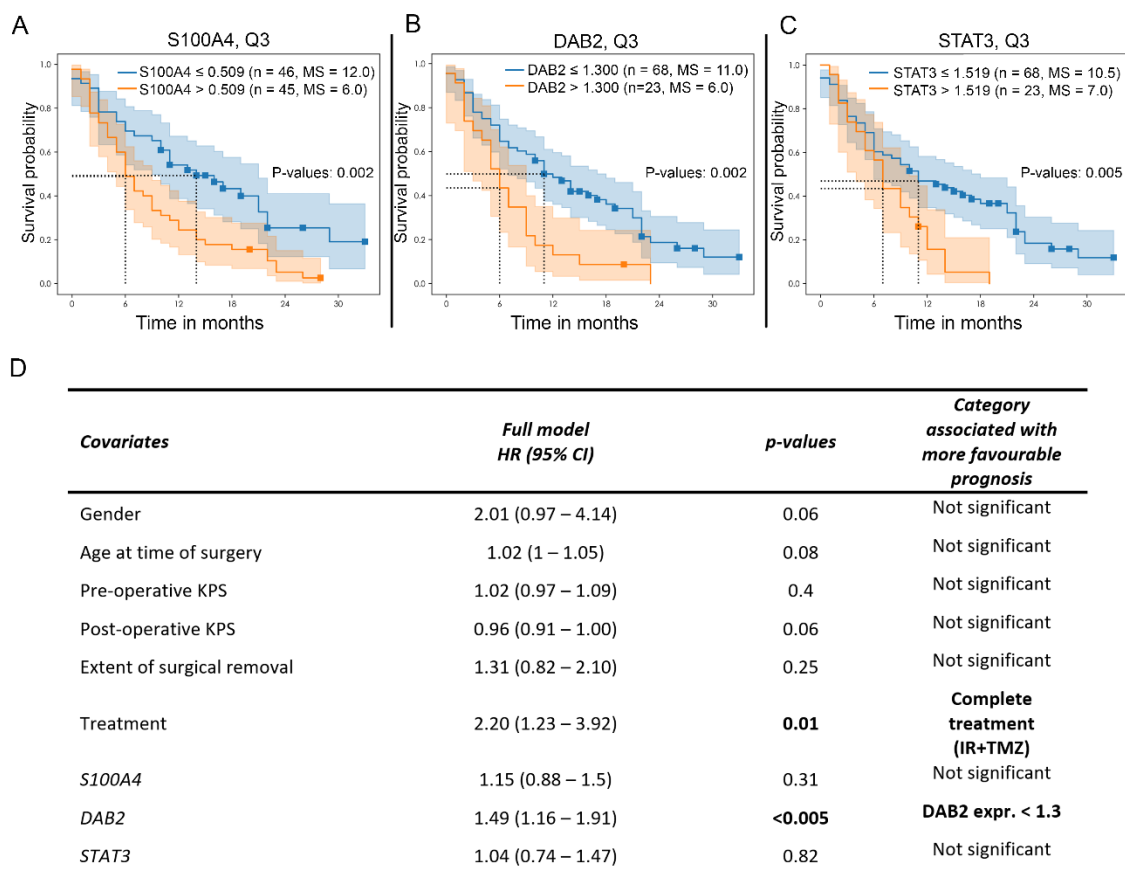 A
S100A4, Q3
S100A4 ≤ 0.509 (n = 46, MS = 12.0)
S100A4 > 0.509 (n = 45, MS = 6.0)
P-values: 0.002
Survival probability
1.0
0.8
0.6
0.4
0.2
0.0
0 6 12 18 24 30
Time in months
B
DAB2, Q3
DAB2 ≤ 1.300 (n = 68, MS = 11.0)
DAB2 > 1.300 (n=23, MS = 6.0)
P-values: 0.002
Survival probability
1.0
0.8
0.6
0.4
0.2
0.0
0 6 12 18 24 30
Time in months
C
STAT3, Q3
STAT3 ≤ 1.519 (n = 68, MS = 10.5)
STAT3 > 1.519 (n = 23, MS = 7.0)
P-values: 0.005
Survival probability
1.0
0.8
0.6
0.4
0.2
0.0
0 6 12 18 24 30
Time in months
D
Covariates
Full model
HR (95% CI)
p-values
Category
associated with
more favourable
prognosis
Gender 2.01 (0.97 – 4.14) 0.06 Not significant
Age at time of surgery 1.02 (1 – 1.05) 0.08 Not significant
Pre-operative KPS 1.02 (0.97 – 1.09) 0.4 Not significant
Post-operative KPS 0.96 (0.91 – 1.00) 0.06 Not significant
Extent of surgical removal 1.31 (0.82 – 2.10) 0.25 Not significant
Treatment 2.20 (1.23 – 3.92) 0.01 Complete
treatment
(IR+TMZ)
S100A4 1.15 (0.88 – 1.5) 0.31 Not significant
DAB2 1.49 (1.16 – 1.91) <0.005 DAB2 expr. < 1.3
STAT3 1.04 (0.74 – 1.47) 0.82 Not significant